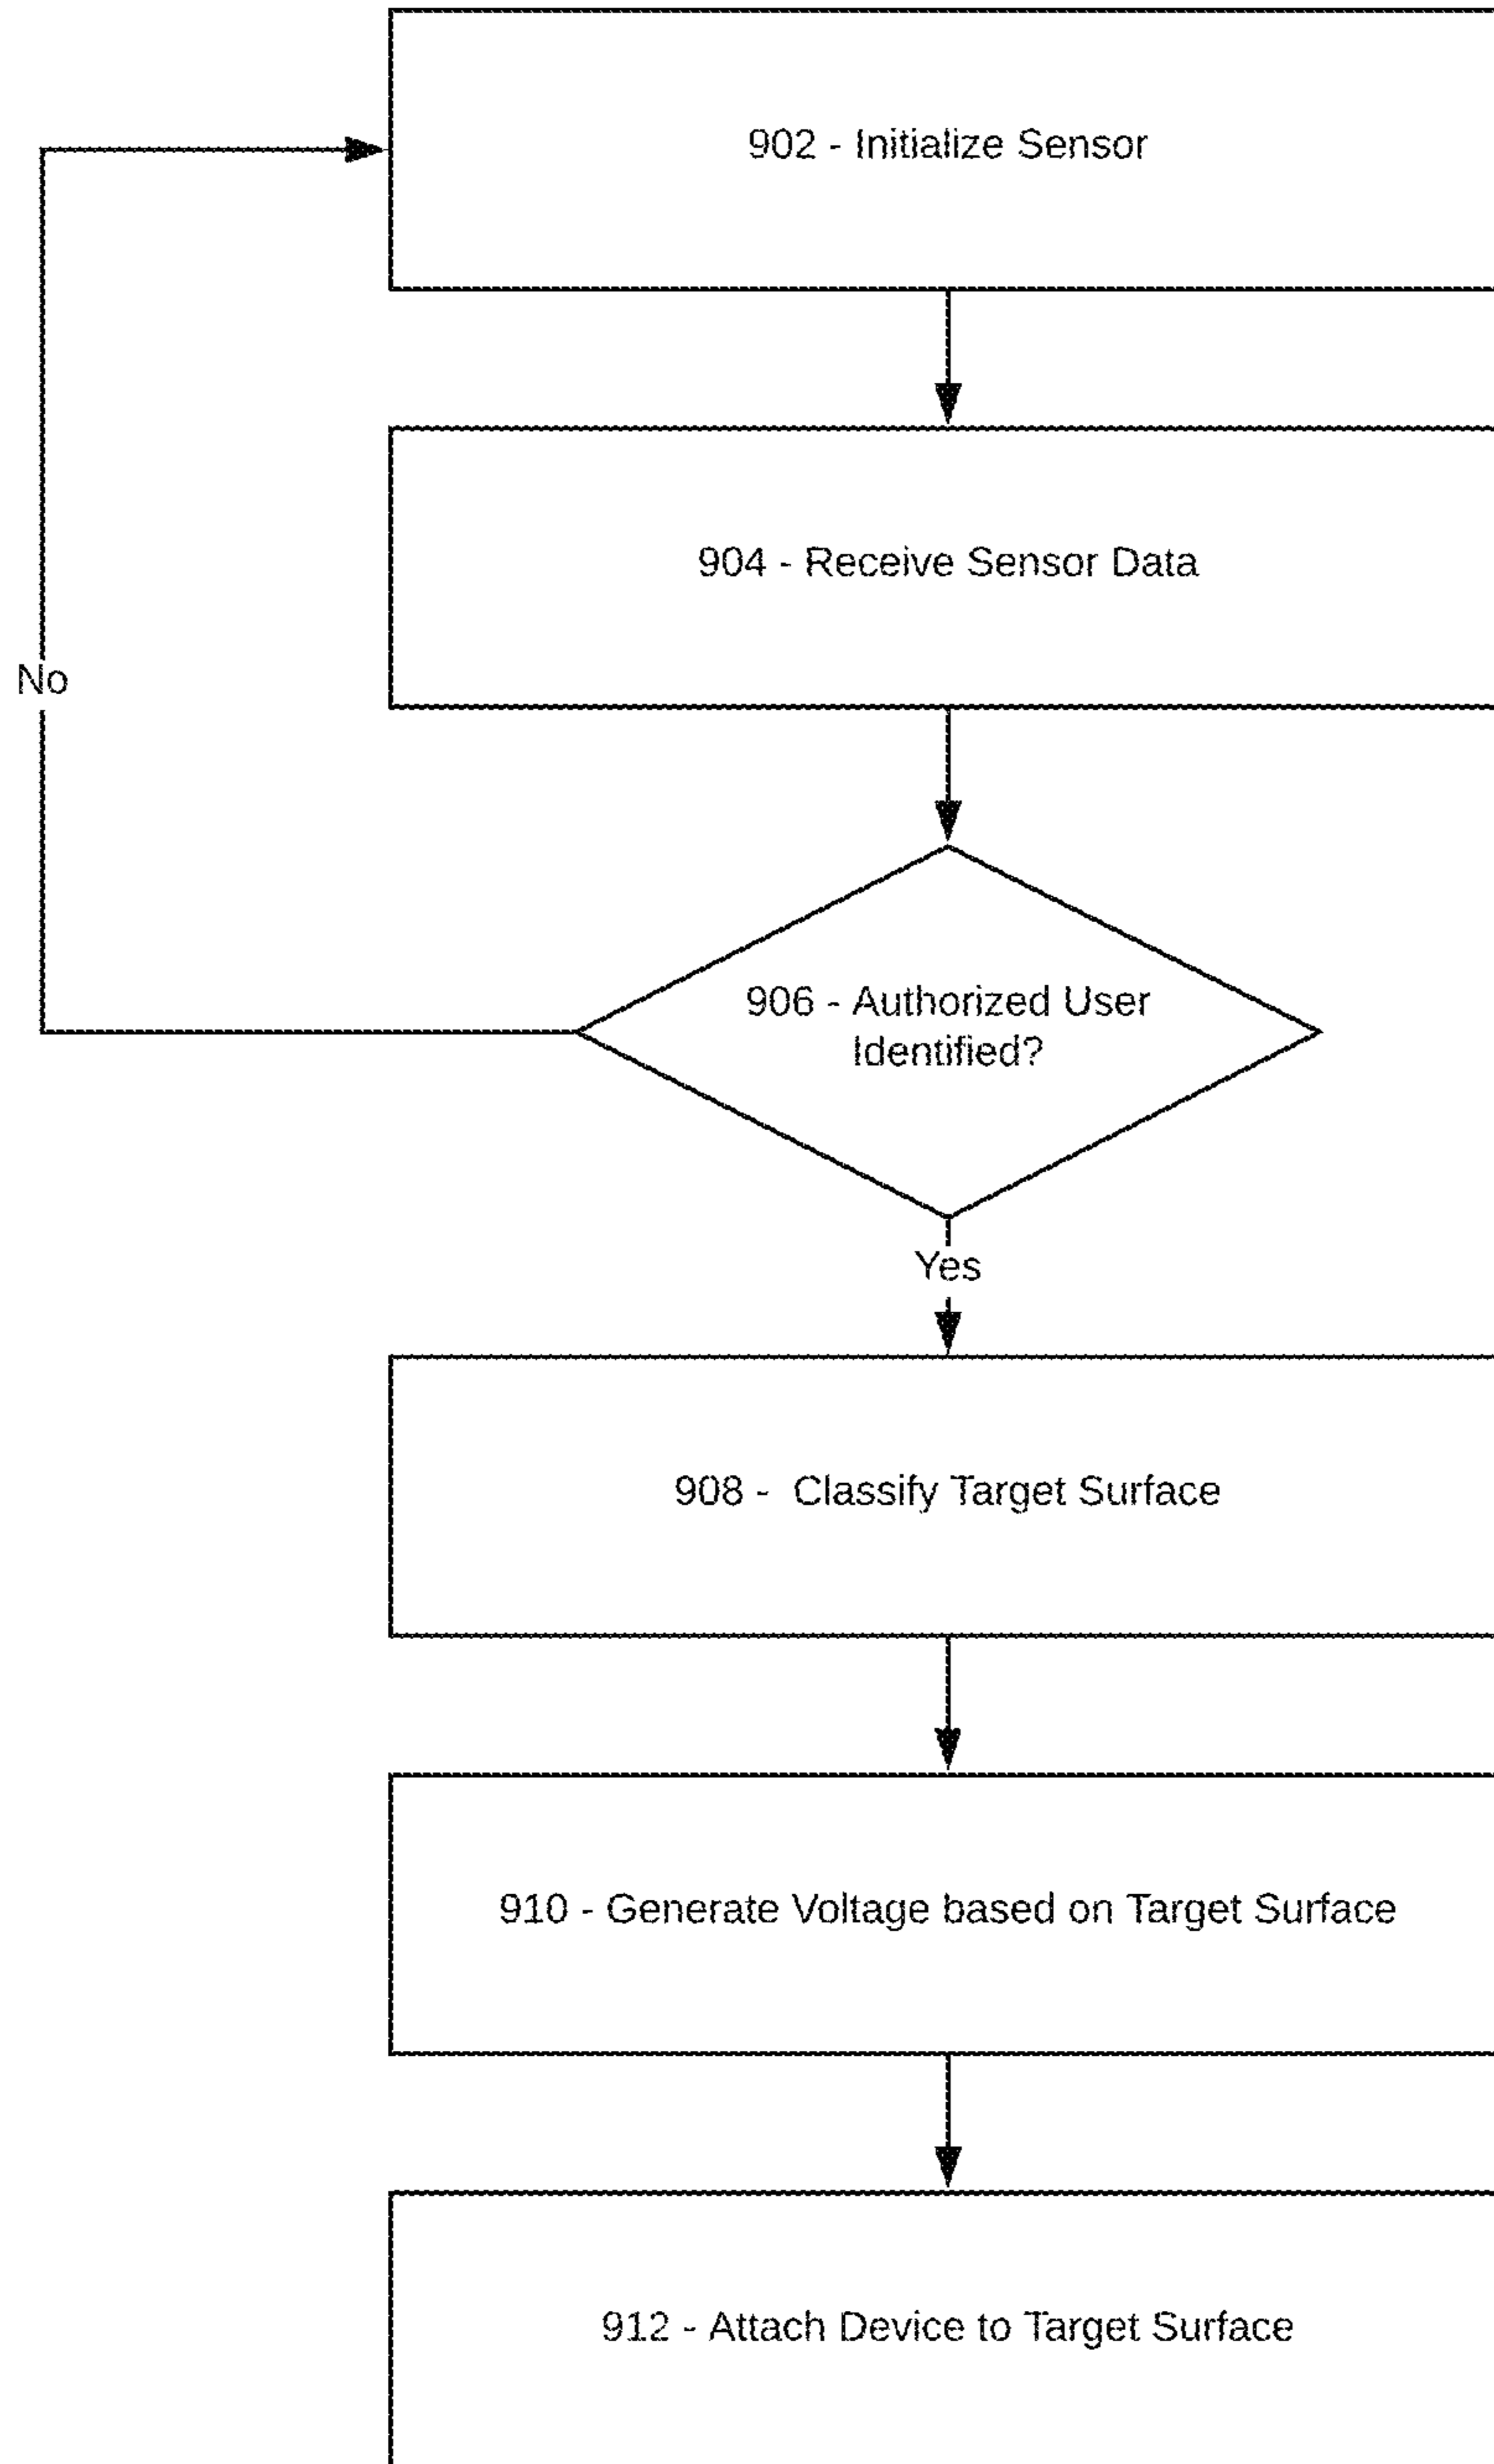 902 - Initialize Sensor
904 - Receive Sensor Data
No
906 - Authorized User
Identified?
Yes
908 -  Classify Target Surface
910 - Generate Voltage based on Target Surface
912 - Attach Device to Target Surface